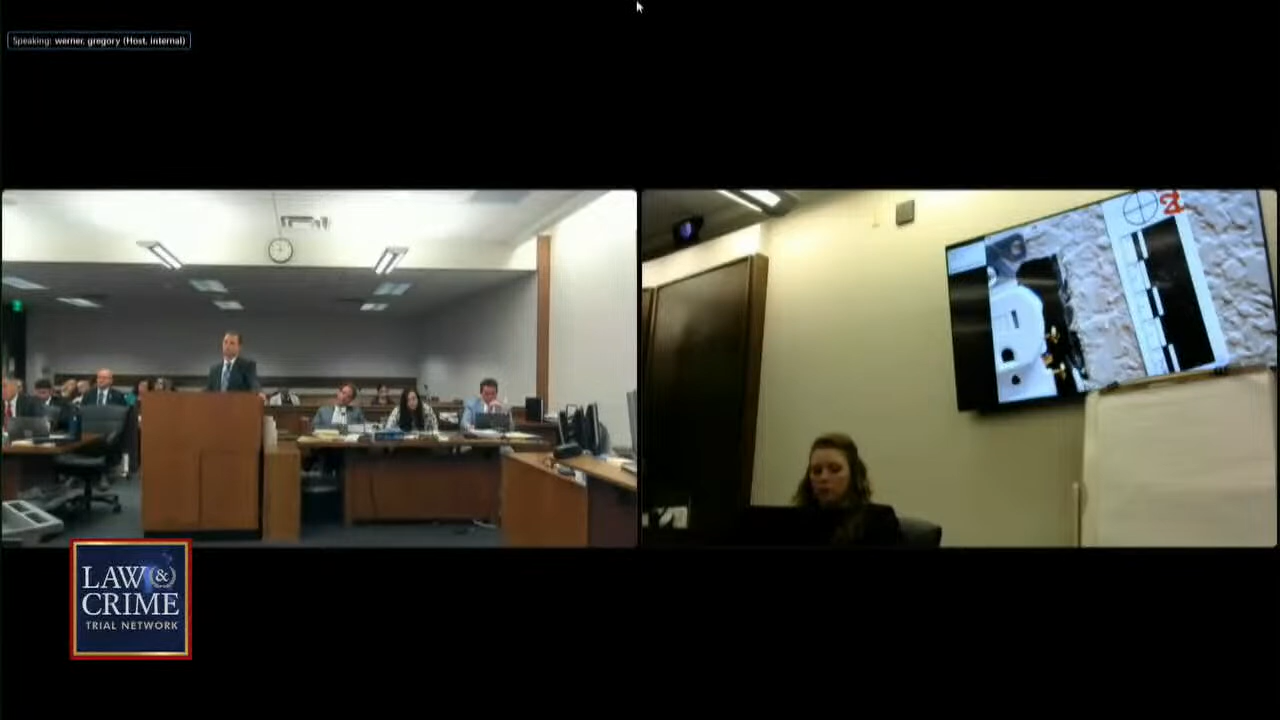 Speaking: werner, gregory (Host, internal)
LAW &
CRIME
TRIAL NETWORK